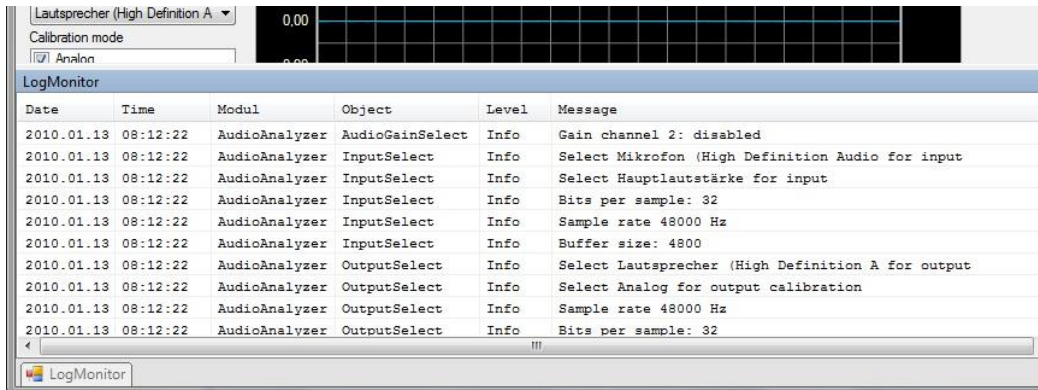 Lautsprecher (High Definition A
0,00
Calibration mode
Analog
LogMonitor
Date Time Modul Object Level Message
2010.01.13 08:12:22 AudioAnalyzer AudioGainSelect Info Gain channel 2: disabled
2010.01.13 08:12:22 AudioAnalyzer InputSelect Info Select Mikrofon (High Definition Audio for input
2010.01.13 08:12:22 AudioAnalyzer InputSelect Info Select Hauptlautstärke for input
2010.01.13 08:12:22 AudioAnalyzer InputSelect Info Bits per sample: 32
2010.01.13 08:12:22 AudioAnalyzer InputSelect Info Sample rate 48000 Hz
2010.01.13 08:12:22 AudioAnalyzer InputSelect Info Buffer size: 4800
2010.01.13 08:12:22 AudioAnalyzer OutputSelect Info Select Lautsprecher (High Definition A for output
2010.01.13 08:12:22 AudioAnalyzer OutputSelect Info Select Analog for output calibration
2010.01.13 08:12:22 AudioAnalyzer OutputSelect Info Sample rate 48000 Hz
2010.01.13 08:12:22 AudioAnalyzer OutputSelect Info Bits per sample: 32
LogMonitor